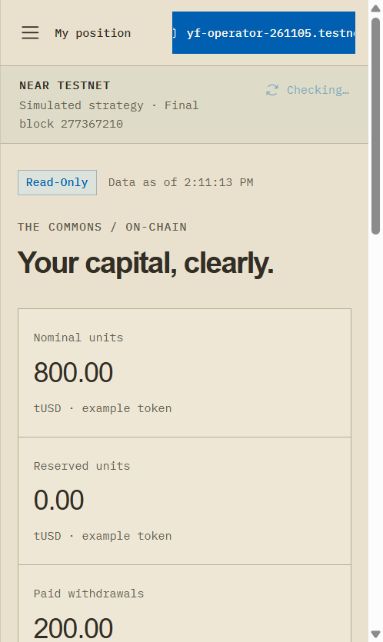 My position
yf-operator-261105.testn
NEAR TESTNET
Simulated strategy · Final
block 277367210
Checking…
Read-Only
Data as of 2:11:13 PM
THE COMMONS / ON-CHAIN
Your capital, clearly.
Nominal units
800.00
tUSD · example token
Reserved units
0.00
tUSD · example token
Paid withdrawals
200.00